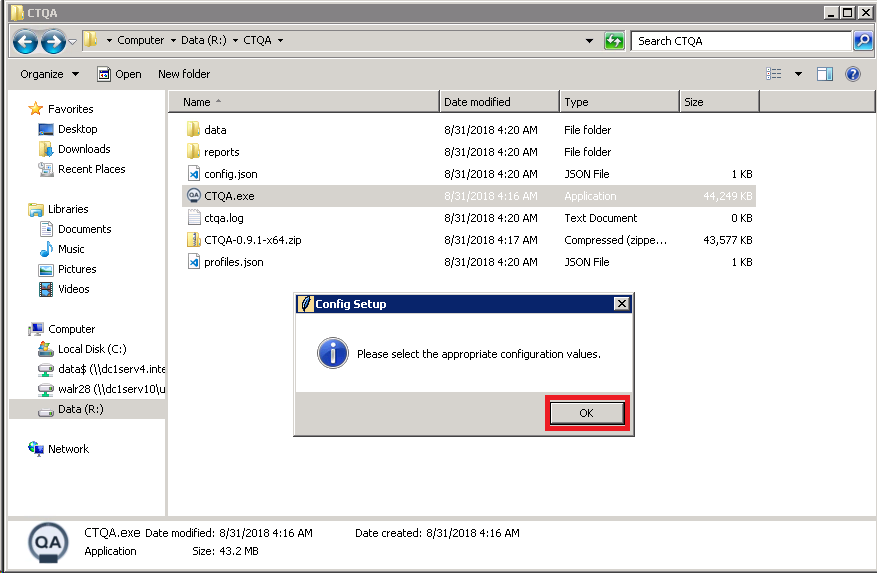 CTQA
Computer Data (R:) CTQA
Search CTQA
Organize Open New folder
Name Date modified Type Size
Favorites
Desktop
Downloads
Recent Places
Libraries
Documents
Music
Pictures
Videos
Computer
Local Disk (C:)
data$ (\\dc1serv4.inte
walr28 (\\dc1serv10\u
Data (R:)
Network
data 8/31/2018 4:20 AM File folder
reports 8/31/2018 4:20 AM File folder
config.json 8/31/2018 4:20 AM JSON File 1 KB
QA CTQA.exe 8/31/2018 4:16 AM Application 44,249 KB
ctqa.log 8/31/2018 4:20 AM Text Document 0 KB
CTQA-0.9.1-x64.zip 8/31/2018 4:17 AM Compressed (zippe... 43,577 KB
profiles.json 8/31/2018 4:20 AM JSON File 1 KB
Config Setup
Please select the appropriate configuration values.
OK
QA
CTQA.exe Date modified: 8/31/2018 4:16 AM Date created: 8/31/2018 4:16 AM
Application Size: 43.2 MB